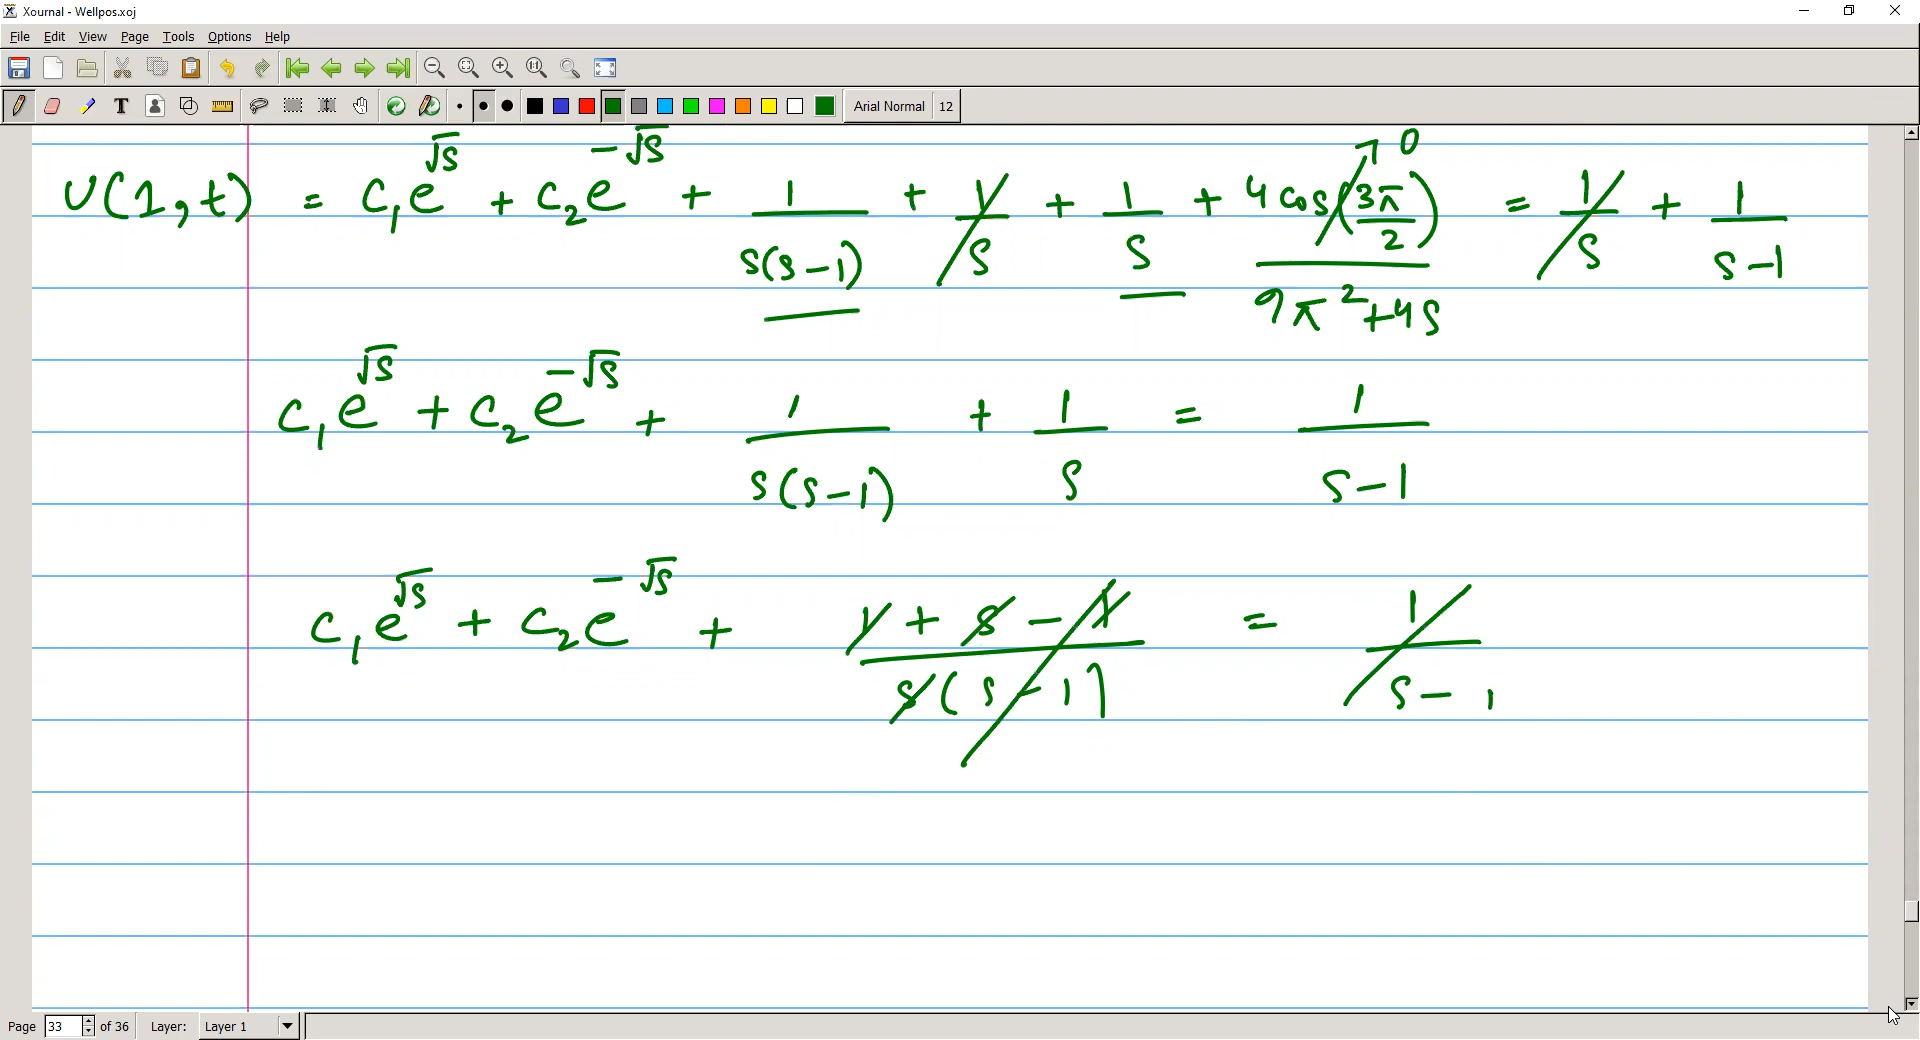 Xournal - Wellpos.xoj
File Edit View Page Tools Options Help
Arial Normal 12
U(1,t) = c₁e^√s + c₂e^-√s + 1/s(s-1) + 1/s + 1/s + 4cos(3π/2)/9π²+4s → 0 = 1/s + 1/s-1
c₁e^√s + c₂e^-√s + 1/s(s-1) + 1/s = 1/s-1
c₁e^√s + c₂e^-√s + 1+s-1/s(s-1) = 1/s-1
Page 33 of 36 Layer: Layer 1